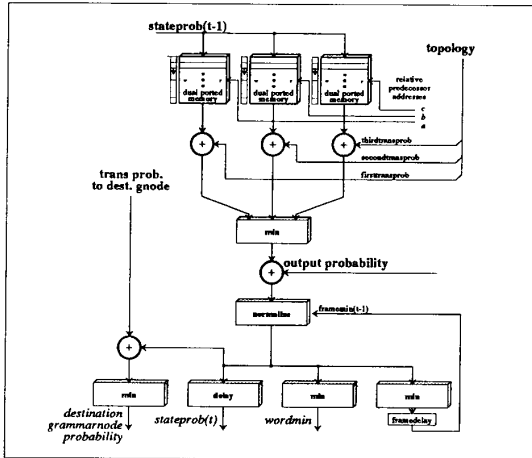 stateprob(t-1)
topology
dual ported
memory
dual ported
memory
dual ported
memory
relative
predecessor
addresses
c
b
a
+
+
+
thirdtransprob
secondtransprob
firsttransprob
trans prob.
to dest. gnode
min
output probability
+
normalize
framemin(t-1)
+
min
delay
min
min
framedelay
destination
grammarnode
probability
stateprob(t)
wordmin